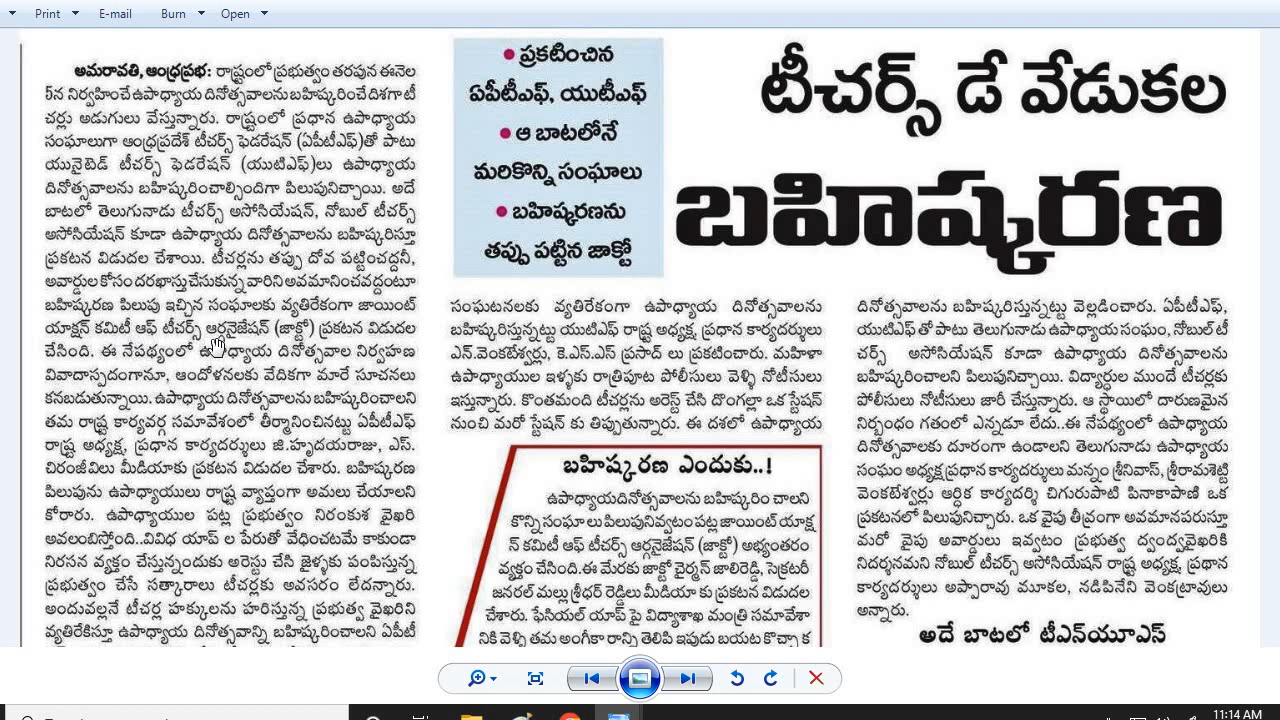 Print
E-mail
Burn
Open
టీచర్స్ డే వేడుకల
బహిష్కరణ
• ప్రకటించిన
ఏపీటీఎఫ్, యుటీఎఫ్
• ఆ బాటలోనే
మరికొన్ని సంఘాలు
• బహిష్కరణను
తప్పు పట్టిన జాక్టో
అమరావతి, ఆంధ్రప్రభ: రాష్ట్రంలో ప్రభుత్వం తరపున ఈనెల
5న నిర్వహించే ఉపాధ్యాయ దినోత్సవాలను బహిష్కరించే దిశగా టీ
చర్లు అడుగులు వేస్తున్నారు. రాష్ట్రంలో ప్రధాన ఉపాధ్యాయ
సంఘాలుగా ఆంధ్రప్రదేశ్ టీచర్స్ ఫెడరేషన్ (ఏపీటీఎఫ్)తో పాటు
యునైటెడ్ టీచర్స్ ఫెడరేషన్ (యుటిఎఫ్)లు ఉపాధ్యాయ
దినోత్సవాలను బహిష్కరించాల్సిందిగా పిలుపునిచ్చాయి. అదే
బాటలో తెలుగునాడు టీచర్స్ అసోసియేషన్, నోబుల్ టీచర్స్
అసోసియేషన్ కూడా ఉపాధ్యాయ దినోత్సవాలను బహిష్కరిస్తూ
ప్రకటన విడుదల చేశాయి. టీచర్లను తప్పు దోవ పట్టించద్దనీ,
అవార్డుల కోసం దరఖాస్తు చేసుకున్న వారిని అవమానించవద్దంటూ
బహిష్కరణ పిలుపు ఇచ్చిన సంఘాలకు వ్యతిరేకంగా జాయింట్
యాక్షన్ కమిటీ ఆఫ్ టీచర్స్ ఆర్గనైజేషన్ (జాక్టో) ప్రకటన విడుదల
చేసింది. ఈ నేపథ్యంలో ఉపాధ్యాయ దినోత్సవాల నిర్వహణ
వివాదాస్పదంగానూ, ఆందోళనలకు వేదికగా మారే సూచనలు
కనబడుతున్నాయి. ఉపాధ్యాయ దినోత్సవాలను బహిష్కరించాలని
తమ రాష్ట్ర కార్యవర్గ సమావేశంలో తీర్మానించినట్టు ఏపీటీఎఫ్
రాష్ట్ర అధ్యక్ష, ప్రధాన కార్యదర్శులు జి.హృదయరాజు, ఎస్.
చిరంజీవిలు మీడియాకు ప్రకటన విడుదల చేశారు. బహిష్కరణ
పిలుపును ఉపాధ్యాయులు రాష్ట్ర వ్యాప్తంగా అమలు చేయాలని
కోరారు. ఉపాధ్యాయుల పట్ల ప్రభుత్వం నిరంకుశ వైఖరి
అవలంబిస్తోంది..వివిధ యాప్ ల పేరుతో వేధించటమే కాకుండా
నిరసన వ్యక్తం చేస్తున్నందుకు అరెస్టు చేసి జైళ్ళకు పంపిస్తున్న
ప్రభుత్వం చేసే సత్కారాలు టీచర్లకు అవసరం లేదన్నారు.
అందువల్లనే టీచర్ల హక్కులను హరిస్తున్న ప్రభుత్వ వైఖరిని
వ్యతిరేకిస్తూ ఉపాధ్యాయ దినోత్సవాన్ని బహిష్కరించాలని ఏపీటీ
సంఘటనలకు వ్యతిరేకంగా ఉపాధ్యాయ దినోత్సవాలను
బహిష్కరిస్తున్నట్టు యుటిఎఫ్ రాష్ట్ర అధ్యక్ష, ప్రధాన కార్యదర్శులు
ఎన్.వెంకటేశ్వర్లు, కె.ఎస్.ఎస్ ప్రసాద్ లు ప్రకటించారు. మహిళా
ఉపాధ్యాయుల ఇళ్ళకు రాత్రిపూట పోలీసులు వెళ్ళి నోటీసులు
ఇస్తున్నారు. కొంతమంది టీచర్లను అరెస్ట్ చేసి దొంగల్లా ఒక స్టేషన్
నుంచి మరో స్టేషన్ కు తిప్పుతున్నారు. ఈ దశలో ఉపాధ్యాయ
బహిష్కరణ ఎందుకు..!
ఉపాధ్యాయదినోత్సవాలను బహిష్కరిం చాలని
కొన్ని సంఘా లు పిలుపునివ్వటం పట్ల జాయింట్ యాక్ష
న్ కమిటీ ఆఫ్ టీచర్స్ ఆర్గనైజేషన్ (జాక్టో) అభ్యంతరం
వ్యక్తం చేసింది.ఈ మేరకు జాక్టో చైర్మన్ జాలిరెడ్డి, సెక్రటరీ
జనరల్ మల్లు శ్రీధర్ రెడ్డిలు మీడియా కు ప్రకటన విడుదల
చేశారు. ఫేసియల్ యాప్ పై విద్యాశాఖ మంత్రి సమావేశా
నికి వెళ్ళి తమ అంగీకా రాన్ని తెలిపి ఇపుడు బయట కొచ్చా క
దినోత్సవాలను బహిష్కరిస్తున్నట్టు వెల్లడించారు. ఏపీటీఎఫ్,
యుటిఎఫ్‌తో పాటు తెలుగునాడు ఉపాధ్యాయ సంఘం, నోబుల్ టీ
చర్స్ అసోసియేషన్ కూడా ఉపాధ్యాయ దినోత్సవాలను
బహిష్కరించాలని పిలుపునిచ్చాయి. విద్యార్థుల ముందే టీచర్లకు
పోలీసులు నోటీసులు జారీ చేస్తున్నారు. ఆ స్థాయిలో దారుణమైన
నిర్బంధం గతంలో ఎన్నడూ లేదు..ఈ నేపథ్యంలో ఉపాధ్యాయ
దినోత్సవాలకు దూరంగా ఉండాలని తెలుగునాడు ఉపాధ్యాయ
సంఘం అధ్యక్ష ప్రధాన కార్యదర్శులు మన్నం శ్రీనివాస్, శ్రీరామశెట్టి
వెంకటేశ్వర్లు ఆర్ధిక కార్యదర్శి చిగురుపాటి పినాకాపాణి ఒక
ప్రకటనలో పిలుపునిచ్చారు. ఒక వైపు తీవ్రంగా అవమానపరుస్తూ
మరో వైపు అవార్డులు ఇవ్వటం ప్రభుత్వ ద్వంద్వవైఖరికి
నిదర్శనమని నోబుల్ టీచర్స్ అసోసియేషన్ రాష్ట్ర అధ్యక్ష, ప్రధాన
కార్యదర్శులు అప్పారావు మూకల, నడిపినేని వెంకట్రావులు
అన్నారు.
అదే బాటలో టీఎన్‌యూఎస్
11:14 AM